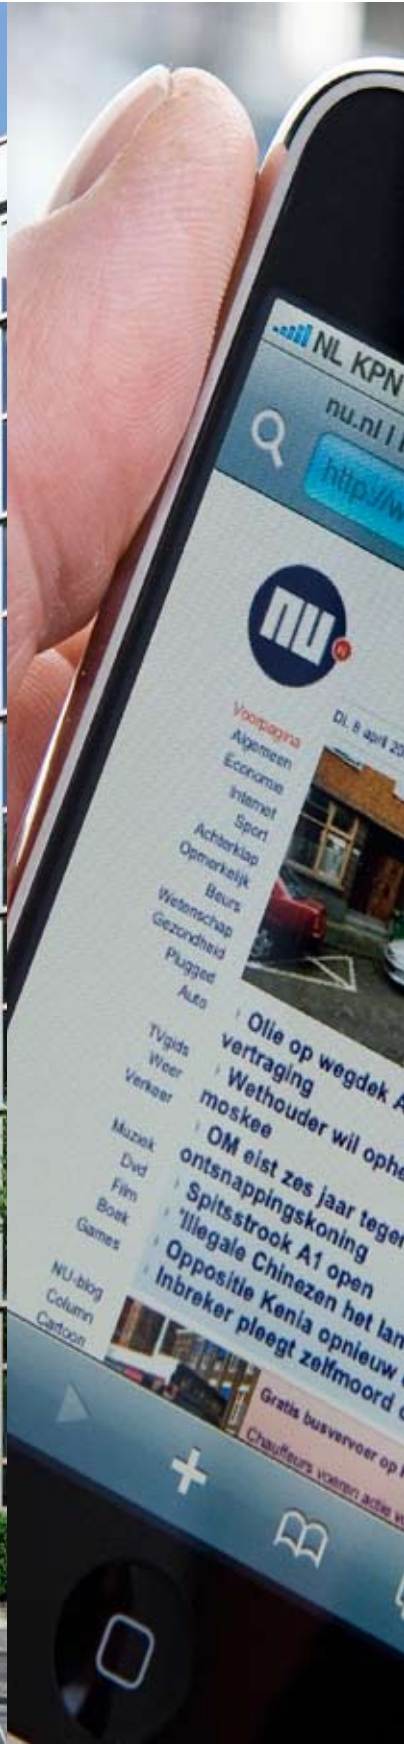 NL KPN
nu.nl
http://w
nu
.nl
Di. 8 april 20
Voorpagina
Algemeen
Economie
Internet
Sport
Achterklap
Opmerkelijk
Beurs
Wetenschap
Gezondheid
Plugged
Auto
TVgids
Weer
Verkeer
Muziek
Dvd
Film
Boek
Games
NU-blog
Column
Cartoon
Olie op wegdek A
vertraging
Wethouder wil ophe
moskee
OM eist zes jaar tegen
ontsnappingskoning
Spitsstrook A1 open
'Illegale Chinezen het lan
Oppositie Kenia opnieuw
Inbreker pleegt zelfmoord
Gratis busvervoer op
Chauffeurs voeren actie